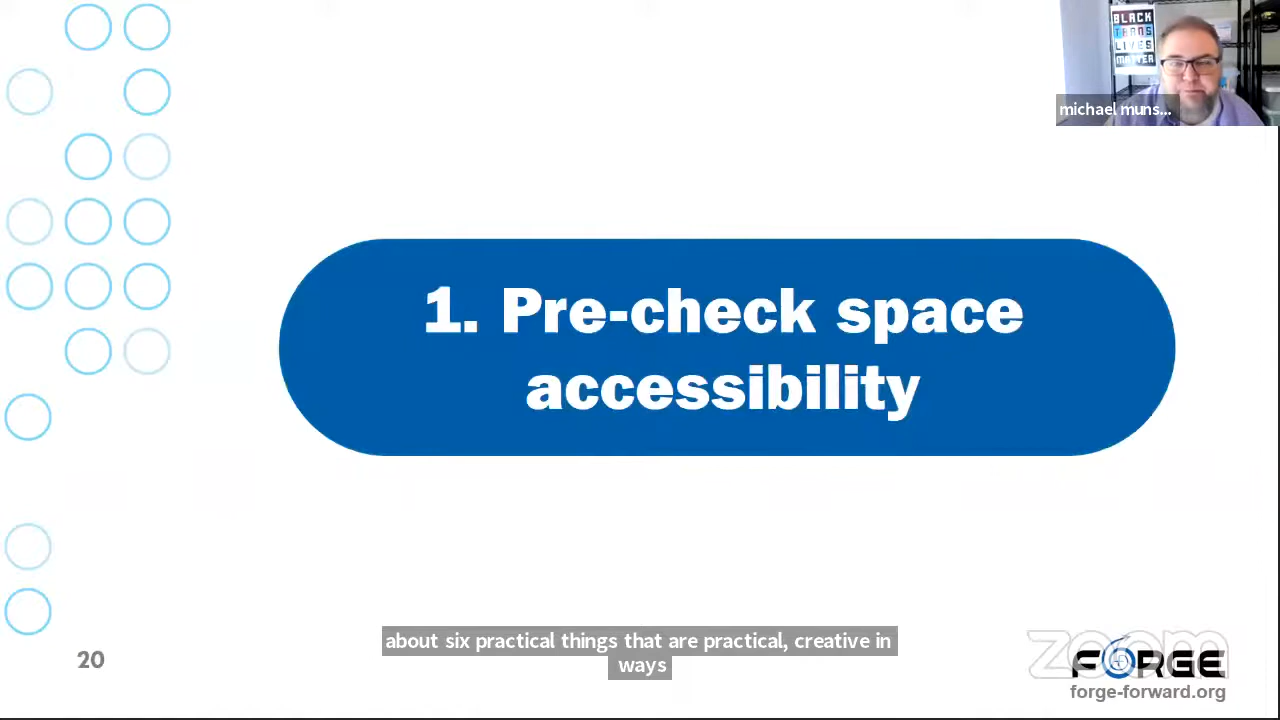 BLACK
TRANS
LIVES
MATTER
michael muns...
1. Pre-check space
accessibility
about six practical things that are practical, creative in
ways
20
zoom
FORGE
forge-forward.org